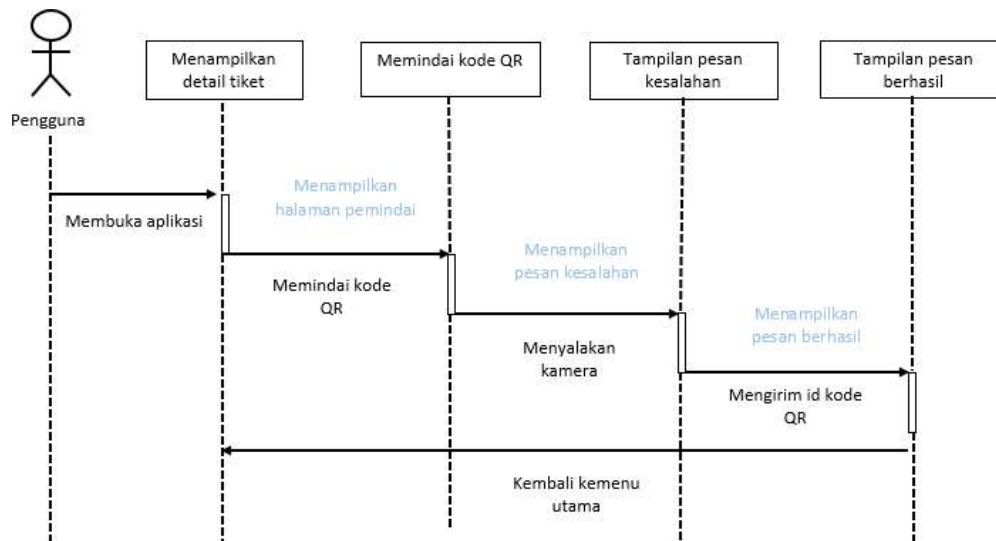 Menampilkan
detail tiket
Memindai kode QR
Tampilan pesan
kesalahan
Tampilan pesan
berhasil
Pengguna
Membuka aplikasi
Menampilkan
halaman pemindai
Memindai kode
QR
Menampilkan
pesan kesalahan
Menyalakan
kamera
Menampilkan
pesan berhasil
Mengirim id kode
QR
Kembali kemenu
utama